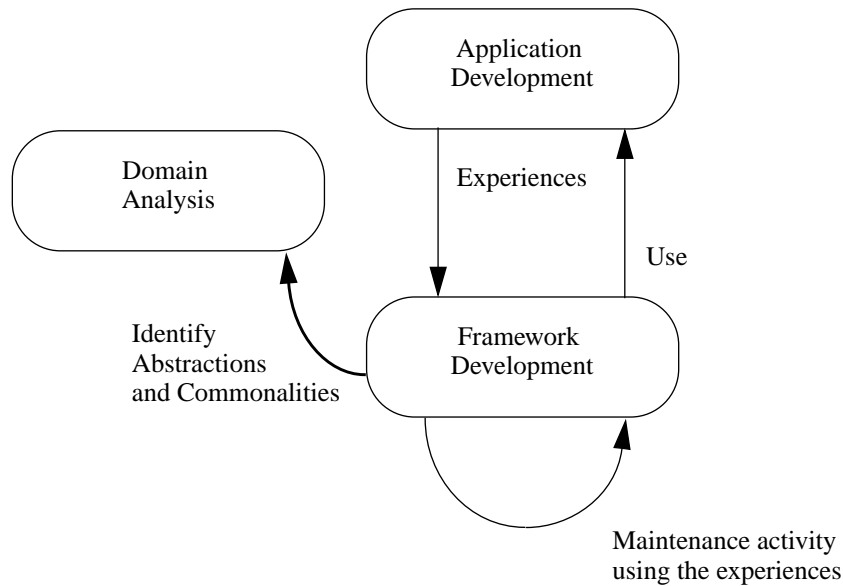 Application
Development
Domain
Analysis
Experiences
Use
Identify
Abstractions
and Commonalities
Framework
Development
Maintenance activity
using the experiences